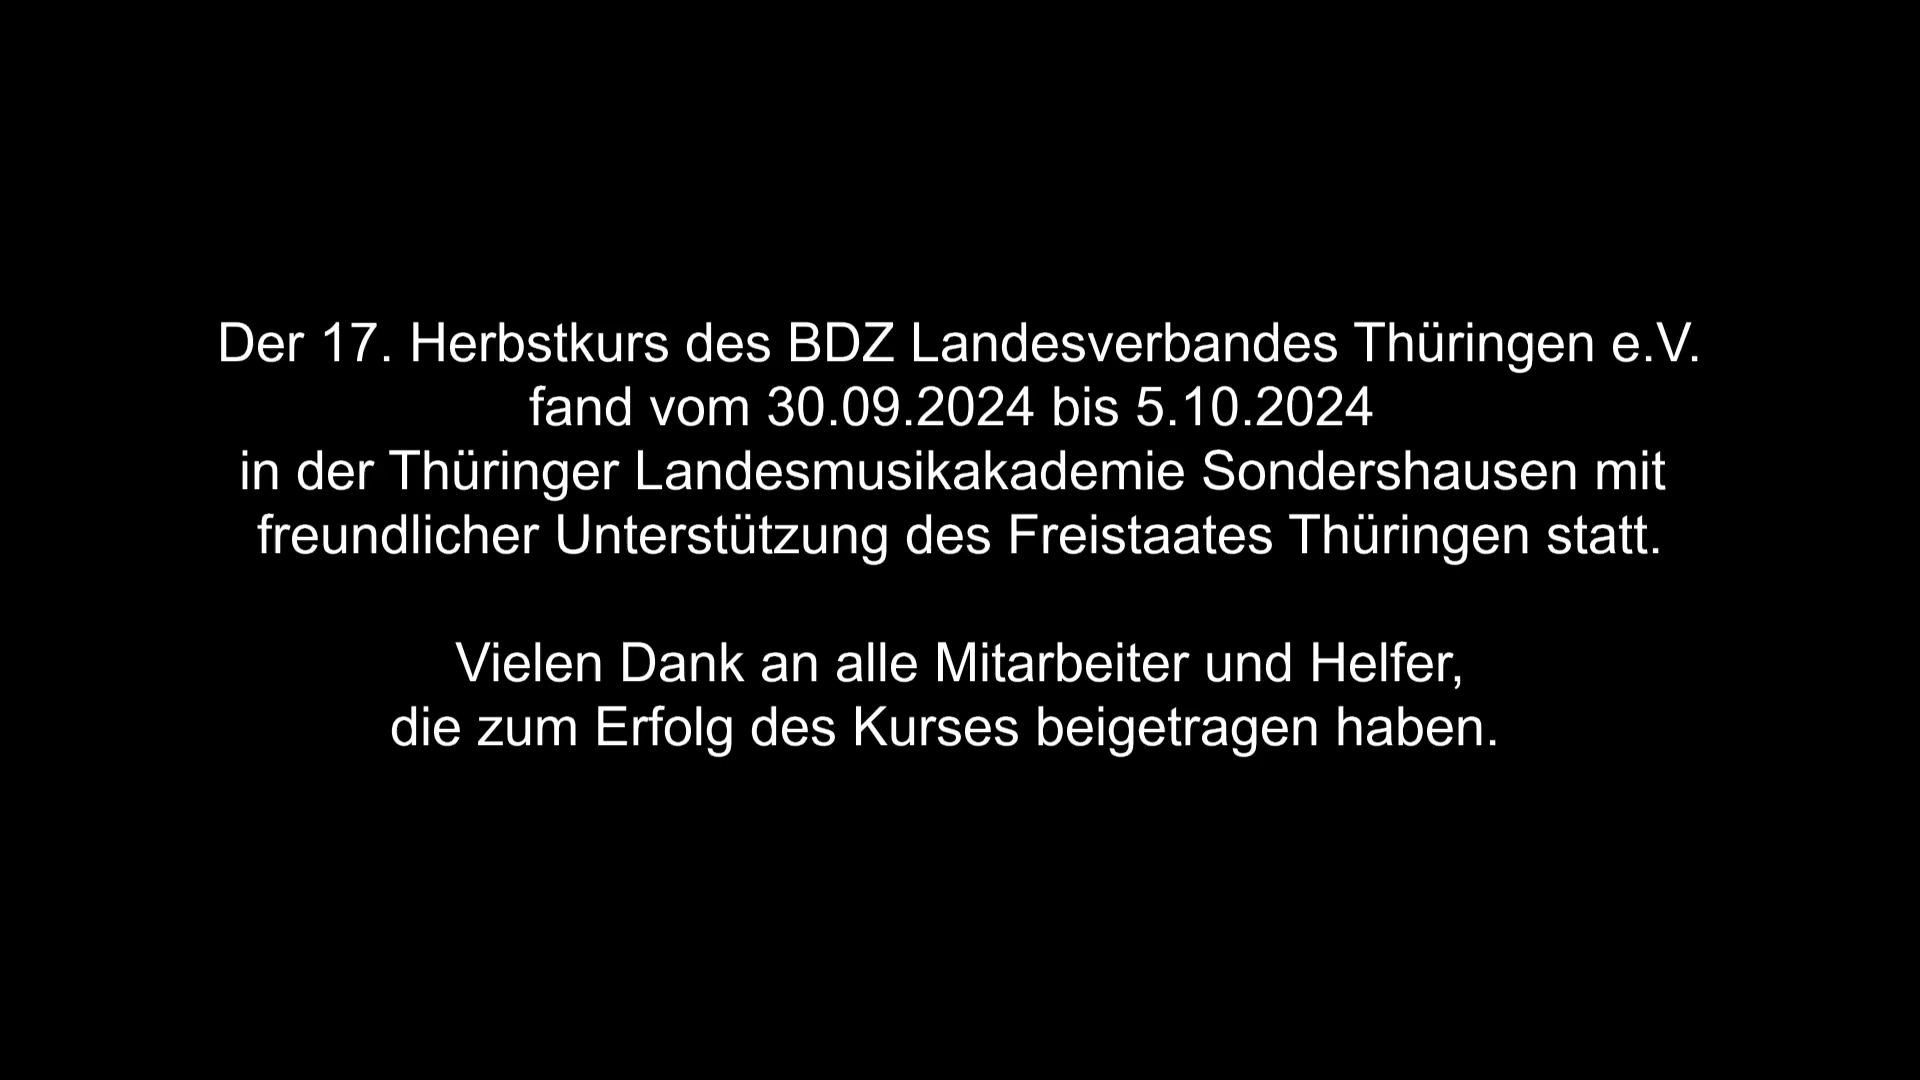 Der 17. Herbstkurs des BDZ Landesverbandes Thüringen e.V.
fand vom 30.09.2024 bis 5.10.2024
in der Thüringer Landesmusikakademie Sondershausen mit
freundlicher Unterstützung des Freistaates Thüringen statt.
Vielen Dank an alle Mitarbeiter und Helfer,
die zum Erfolg des Kurses beigetragen haben.